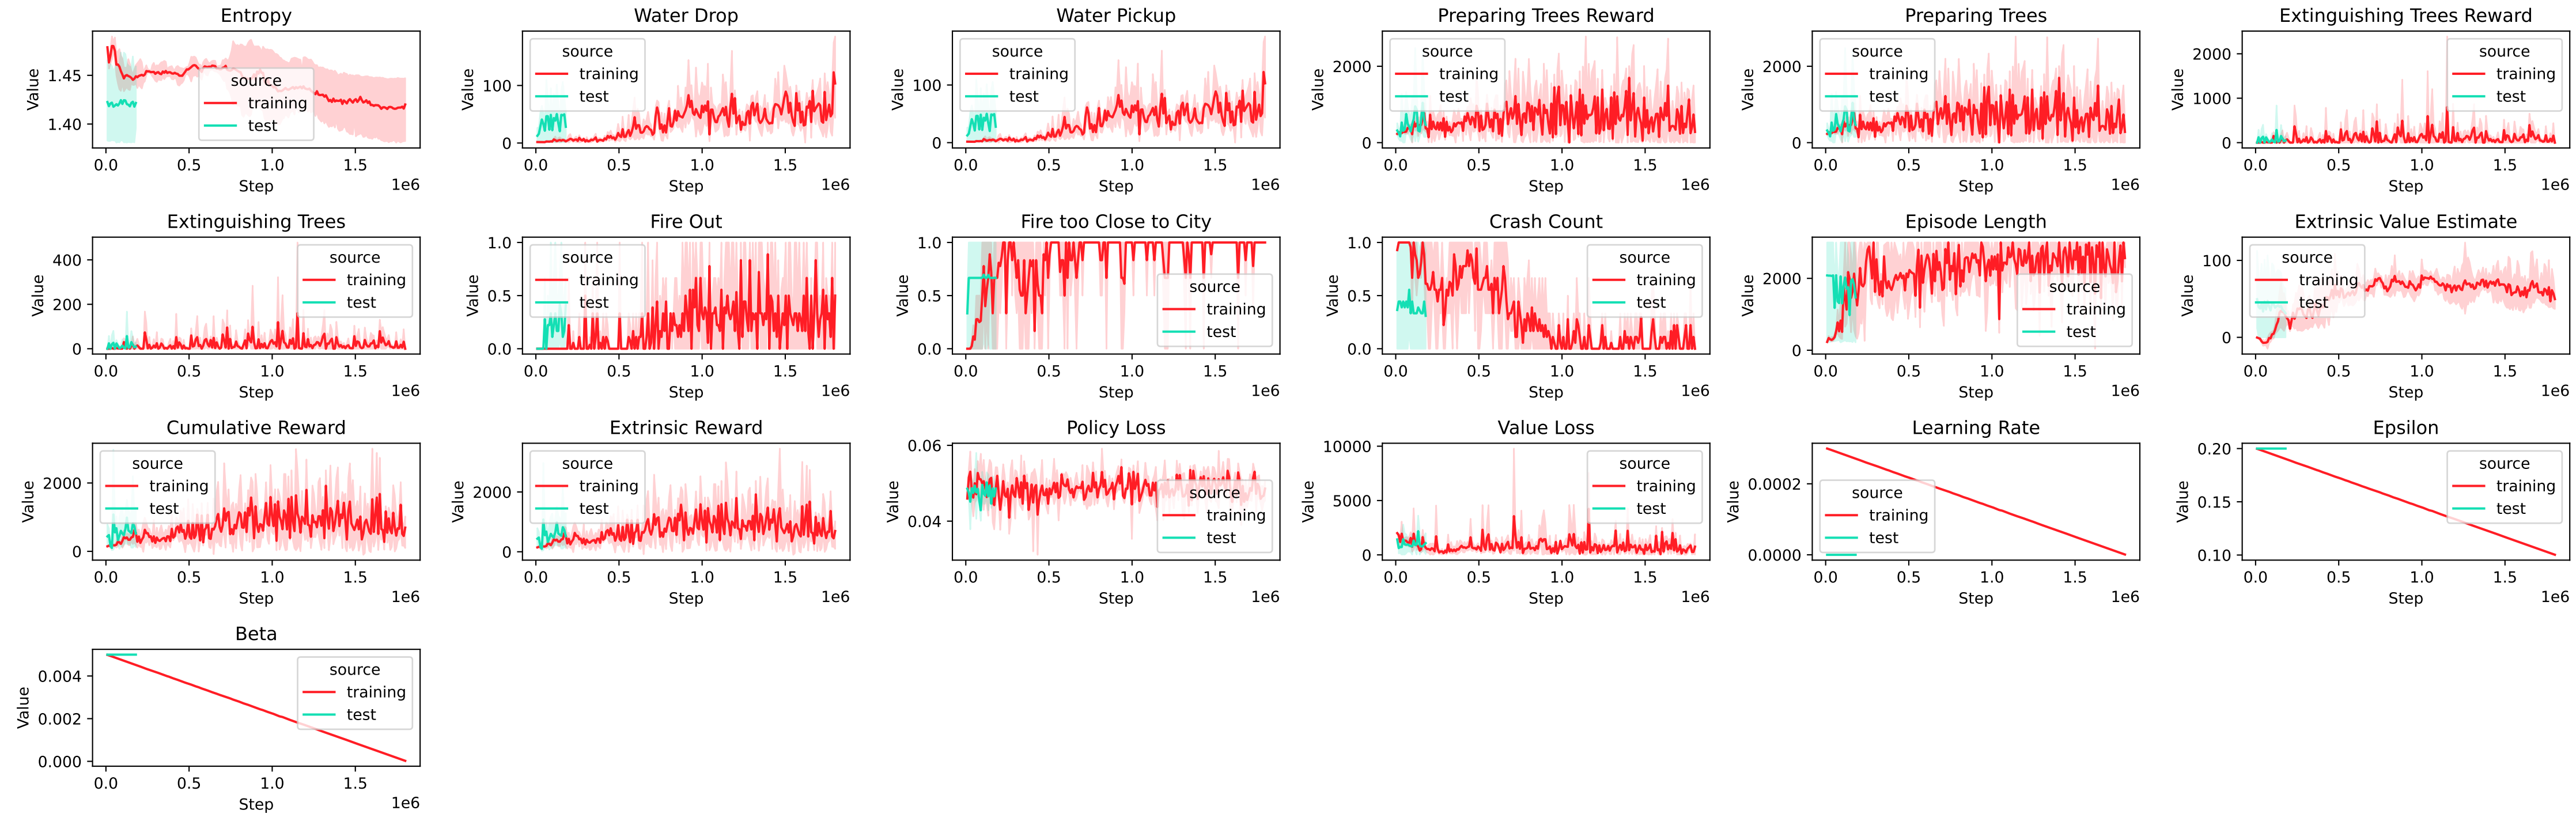 Entropy
Value
1.45
1.40
source
training
test
0.0 0.5 1.0 1.5
Step
1e6
Water Drop
Value
100
0
source
training
test
0.0 0.5 1.0 1.5
Step
1e6
Water Pickup
Value
100
0
source
training
test
0.0 0.5 1.0 1.5
Step
1e6
Preparing Trees Reward
Value
2000
0
source
training
test
0.0 0.5 1.0 1.5
Step
1e6
Preparing Trees
Value
2000
0
source
training
test
0.0 0.5 1.0 1.5
Step
1e6
Extinguishing Trees Reward
Value
2000
1000
0
source
training
test
0.0 0.5 1.0 1.5
Step
1e6
Extinguishing Trees
Value
400
200
0
source
training
test
0.0 0.5 1.0 1.5
Step
1e6
Fire Out
Value
1.0
0.5
0.0
source
training
test
0.0 0.5 1.0 1.5
Step
1e6
Fire too Close to City
Value
1.0
0.5
0.0
source
training
test
0.0 0.5 1.0 1.5
Step
1e6
Crash Count
Value
1.0
0.5
0.0
source
training
test
0.0 0.5 1.0 1.5
Step
1e6
Episode Length
Value
2000
0
source
training
test
0.0 0.5 1.0 1.5
Step
1e6
Extrinsic Value Estimate
Value
100
0
source
training
test
0.0 0.5 1.0 1.5
Step
1e6
Cumulative Reward
Value
2000
0
source
training
test
0.0 0.5 1.0 1.5
Step
1e6
Extrinsic Reward
Value
2000
0
source
training
test
0.0 0.5 1.0 1.5
Step
1e6
Policy Loss
Value
0.06
0.04
source
training
test
0.0 0.5 1.0 1.5
Step
1e6
Value Loss
Value
10000
5000
0
source
training
test
0.0 0.5 1.0 1.5
Step
1e6
Learning Rate
Value
0.0002
0.0000
source
training
test
0.0 0.5 1.0 1.5
Step
1e6
Epsilon
Value
0.20
0.15
0.10
source
training
test
0.0 0.5 1.0 1.5
Step
1e6
Beta
Value
0.004
0.002
0.000
source
training
test
0.0 0.5 1.0 1.5
Step
1e6